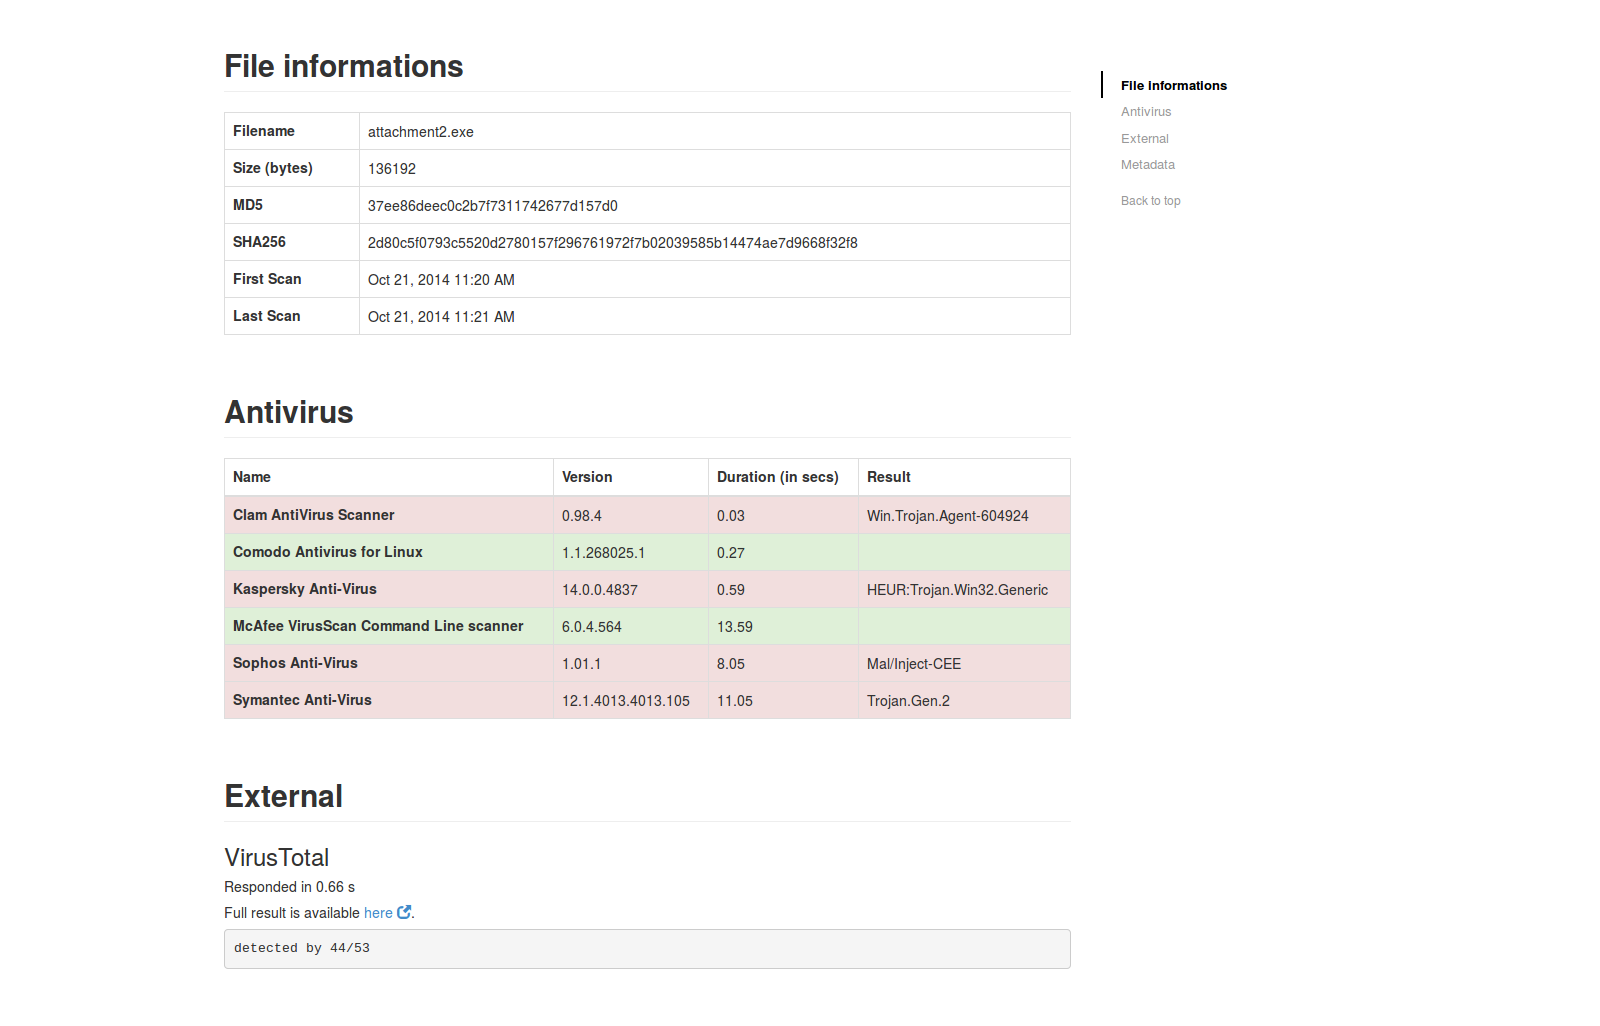 File informations
File informations
Antivirus
External
Metadata
Back to top
Filename attachment2.exe
Size (bytes) 136192
MD5 37ee86deec0c2b7f7311742677d157d0
SHA256 2d80c5f0793c5520d2780157f296761972f7b02039585b14474ae7d9668f32f8
First Scan Oct 21, 2014 11:20 AM
Last Scan Oct 21, 2014 11:21 AM
Antivirus
Name Version Duration (in secs) Result
Clam AntiVirus Scanner 0.98.4 0.03 Win.Trojan.Agent-604924
Comodo Antivirus for Linux 1.1.268025.1 0.27
Kaspersky Anti-Virus 14.0.0.4837 0.59 HEUR:Trojan.Win32.Generic
McAfee VirusScan Command Line scanner 6.0.4.564 13.59
Sophos Anti-Virus 1.01.1 8.05 Mal/Inject-CEE
Symantec Anti-Virus 12.1.4013.4013.105 11.05 Trojan.Gen.2
External
VirusTotal
Responded in 0.66 s
Full result is available here .
detected by 44/53